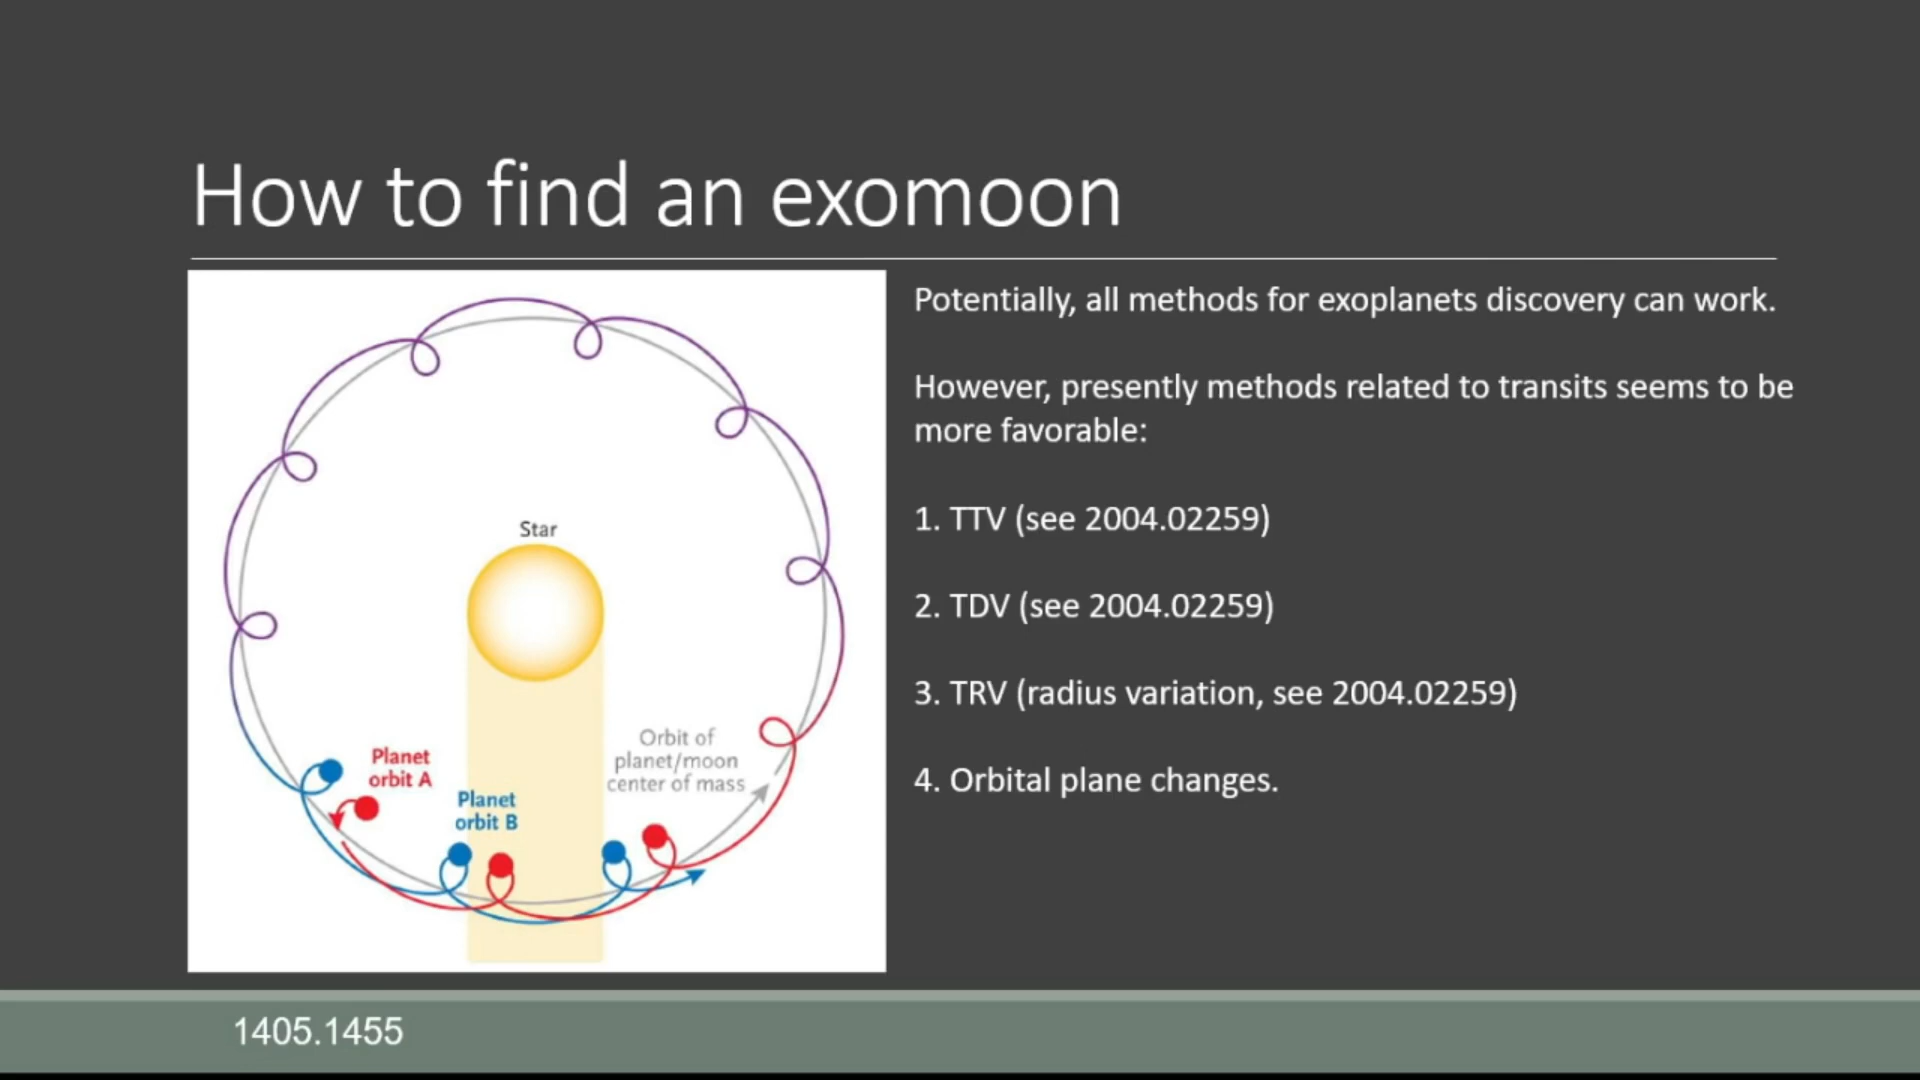 How to find an exomoon
Potentially, all methods for exoplanets discovery can work.
However, presently methods related to transits seems to be
more favorable:
1. TTV (see 2004.02259)
2. TDV (see 2004.02259)
3. TRV (radius variation, see 2004.02259)
4. Orbital plane changes.
Star
Orbit of
planet/moon
center of mass
Planet
orbit A
Planet
orbit B
1405.1455